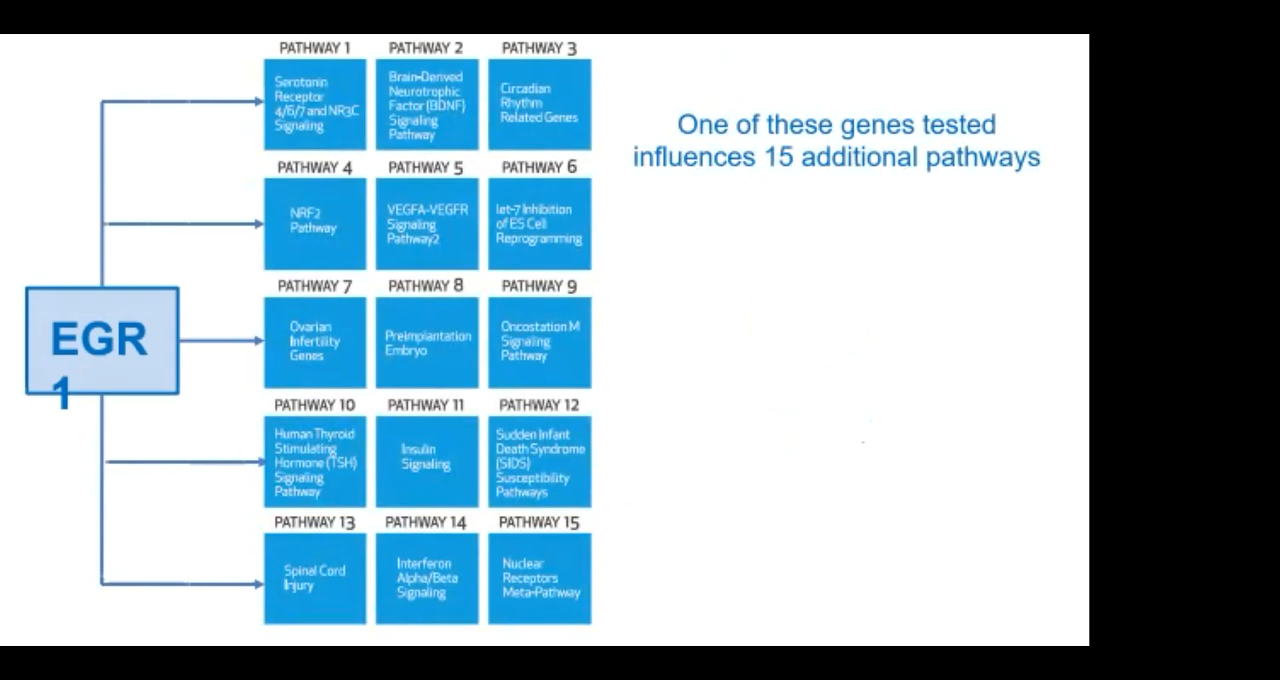 PATHWAY 1
PATHWAY 2
PATHWAY 3
Serotonin
Receptor
4/6/7 and NR3C
Signaling
Brain-Derived
Neurotrophic
Factor (BDNF)
Signaling
Pathway
Circadian
Rhythm
Related Genes
One of these genes tested
influences 15 additional pathways
PATHWAY 4
PATHWAY 5
PATHWAY 6
NRF2
Pathway
VEGFA-VEGFR
Signaling
Pathway2
let-7 Inhibition
of ES Cell
Reprogramming
EGR
1
PATHWAY 7
PATHWAY 8
PATHWAY 9
Ovarian
Infertility
Genes
Preimplantation
Embryo
Oncostation M
Signaling
Pathway
PATHWAY 10
PATHWAY 11
PATHWAY 12
Human Thyroid
Stimulating
Hormone (TSH)
Signaling
Pathway
Insulin
Signaling
Sudden Infant
Death Syndrome
(SIDS)
Susceptibility
Pathways
PATHWAY 13
PATHWAY 14
PATHWAY 15
Spinal Cord
Injury
Interferon
Alpha/Beta
Signaling
Nuclear
Receptors
Meta-Pathway